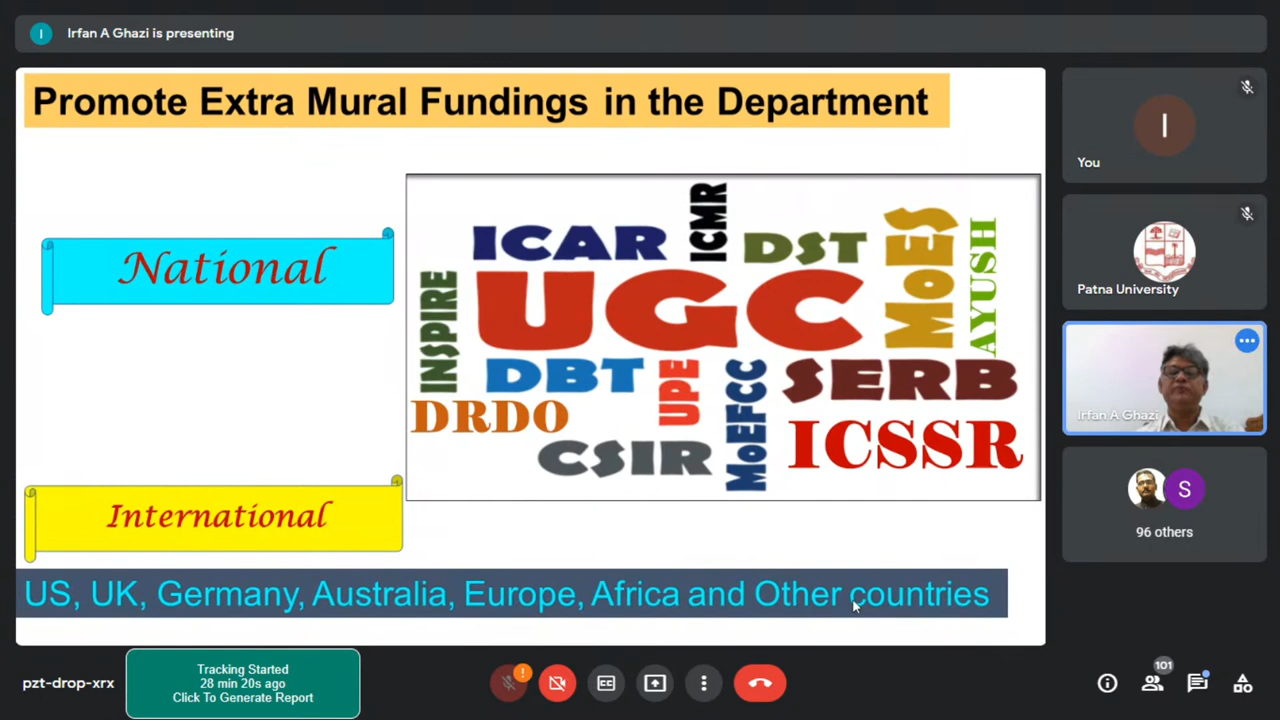 I
Irfan A Ghazi is presenting
Promote Extra Mural Fundings in the Department
National
ICAR
ICMR
DST
MoES
AYUSH
INSPIRE
UGC
DBT
UPE
MoEFCC
SERB
DRDO
CSIR
ICSSR
International
US, UK, Germany, Australia, Europe, Africa and Other countries
I
You
Patna University
Irfan A Ghazi
S
96 others
pzt-drop-xrx
Tracking Started
28 min 20s ago
Click To Generate Report
!
CC
101